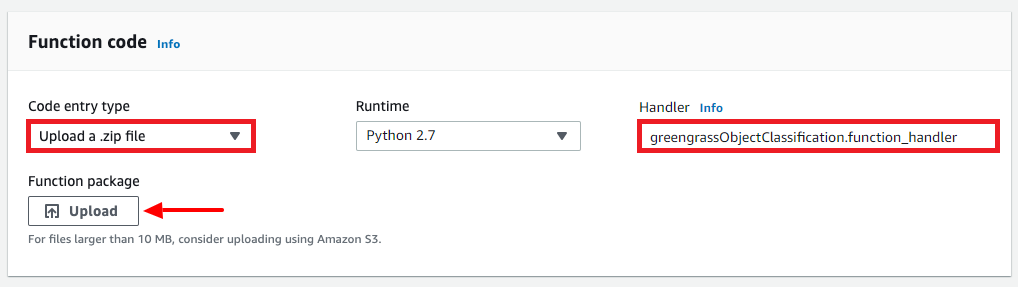 Function code Info
Code entry type Runtime Handler Info
Upload a .zip file Python 2.7 greengrassObjectClassification.function_handler
Function package
Upload
For files larger than 10 MB, consider uploading using Amazon S3.